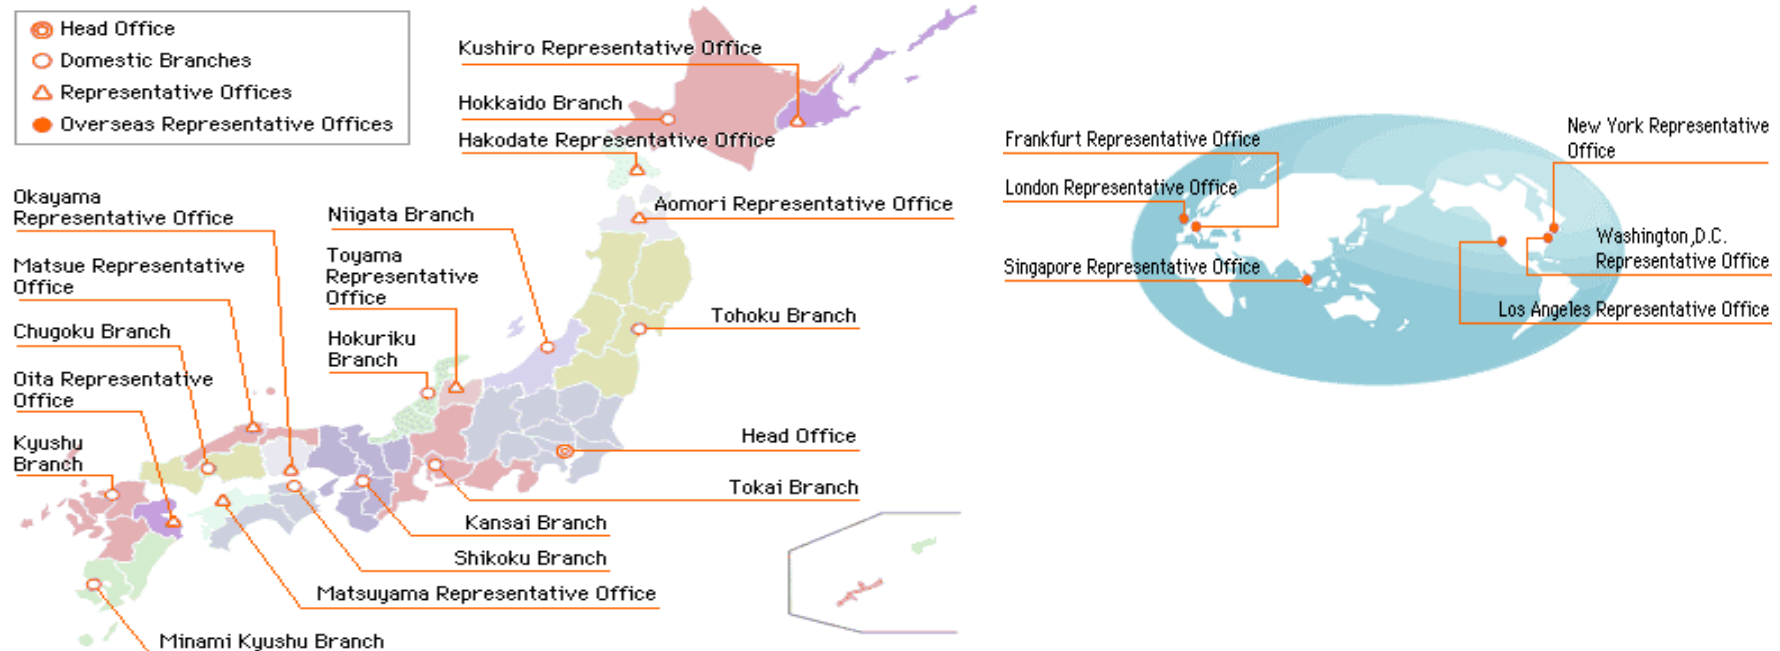 Head Office
Domestic Branches
Representative Offices
Overseas Representative Offices
Kushiro Representative Office
Hokkaido Branch
Hakodate Representative Office
Okayama
Representative Office
Niigata Branch
Aomori Representative Office
Matsue Representative
Office
Toyama
Representative
Office
Chugoku Branch
Hokuriku
Branch
Tohoku Branch
Oita Representative
Office
Kyushu
Branch
Head Office
Tokai Branch
Kansai Branch
Shikoku Branch
Matsuyama Representative Office
Minami Kyushu Branch
Frankfurt Representative Office
New York Representative
Office
London Representative Office
Washington,D.C.
Representative Office
Singapore Representative Office
Los Angeles Representative Office